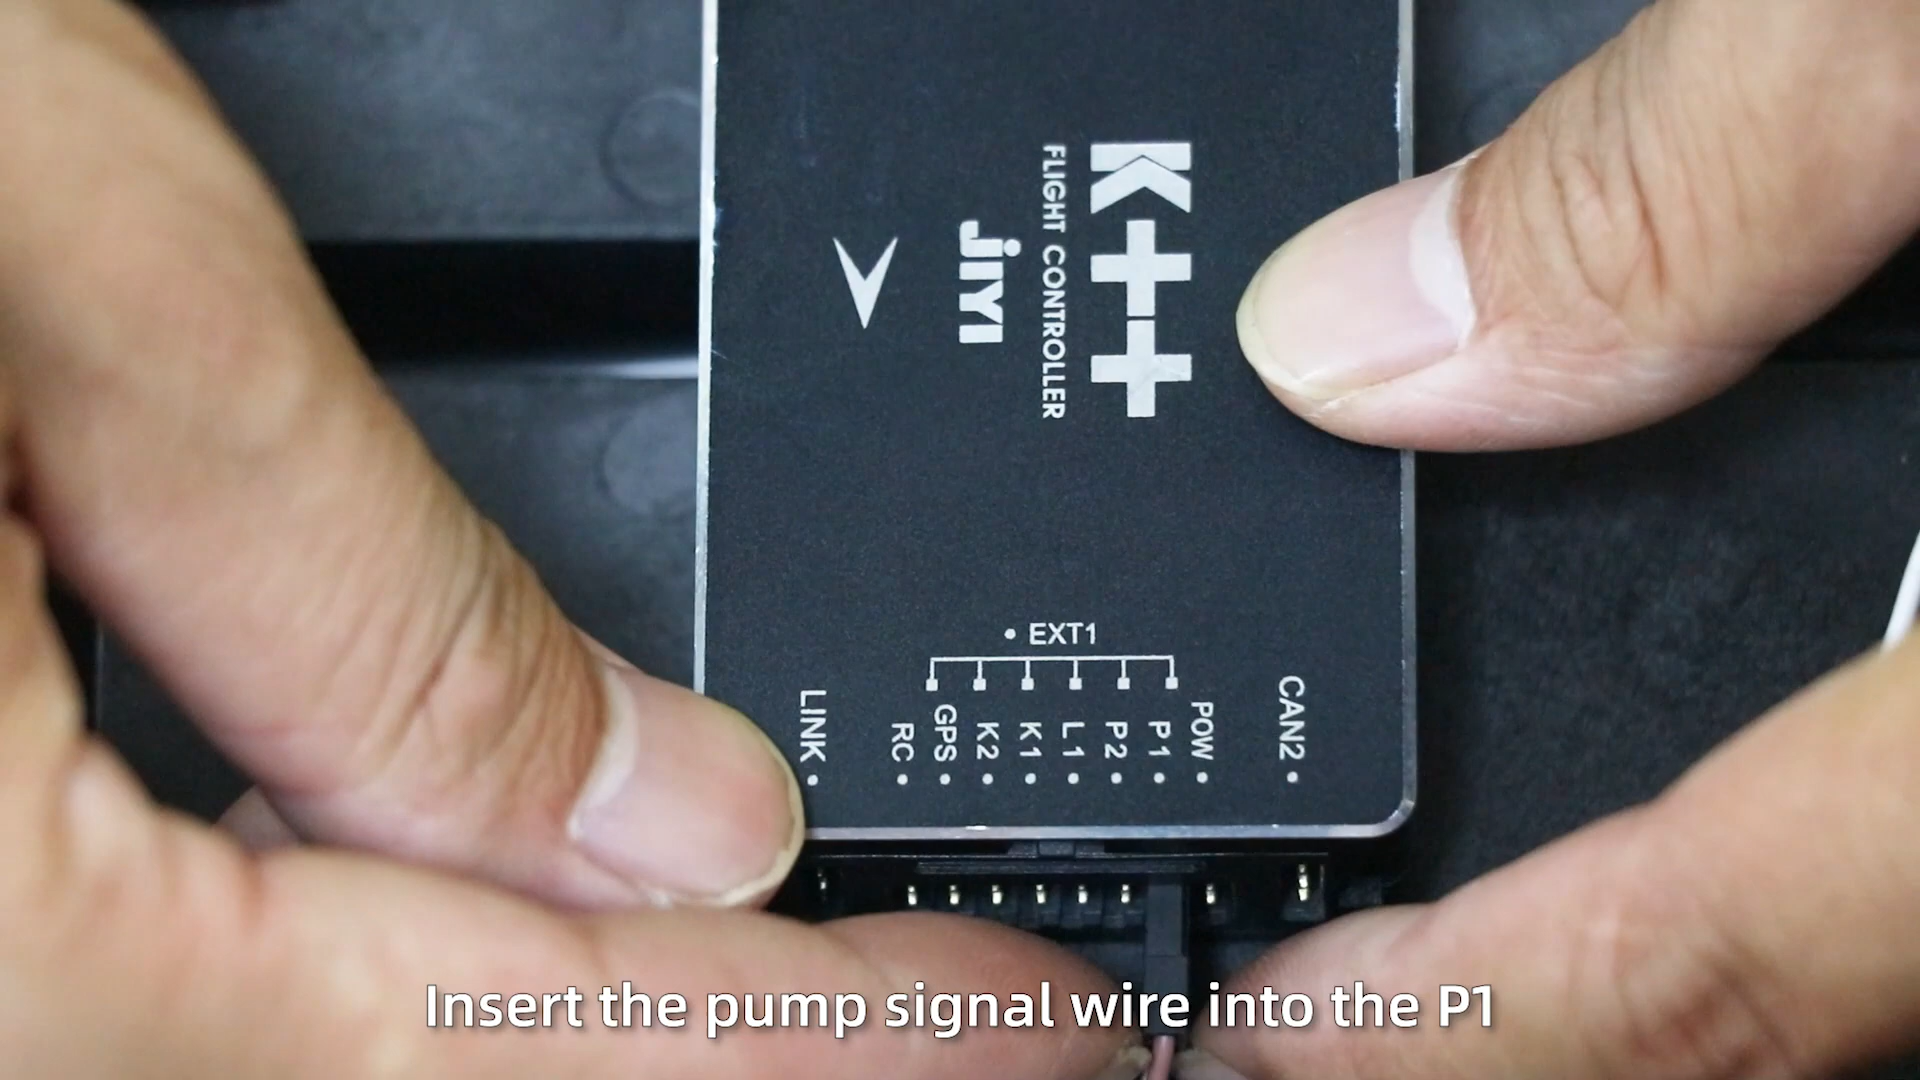 K++
FLIGHT CONTROLLER
JIYI
EXT1
LINK
RC
GPS
K2
K1
L1
P2
P1
POW
CAN2
Insert the pump signal wire into the P1